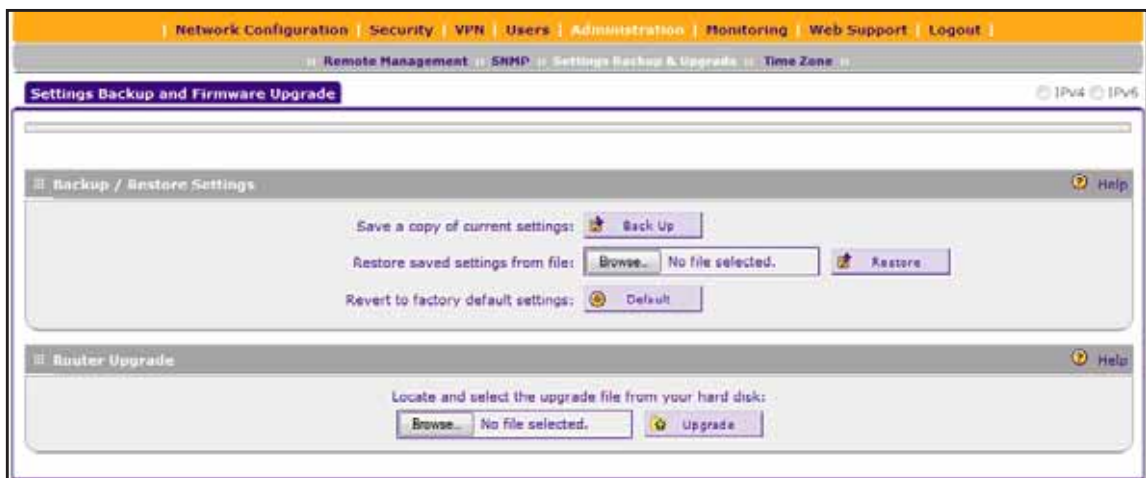 Network Configuration | Security | VPN | Users | Administration | Monitoring | Web Support | Logout |
Remote Management :: SNMP :: Settings Backup & Upgrade :: Time Zone ::
Settings Backup and Firmware Upgrade IPv4 IPv6
Backup / Restore Settings Help
Save a copy of current settings: Back Up
Restore saved settings from file: Browse... No file selected. Restore
Revert to factory default settings: Default
Router Upgrade Help
Locate and select the upgrade file from your hard disk:
Browse... No file selected. Upgrade